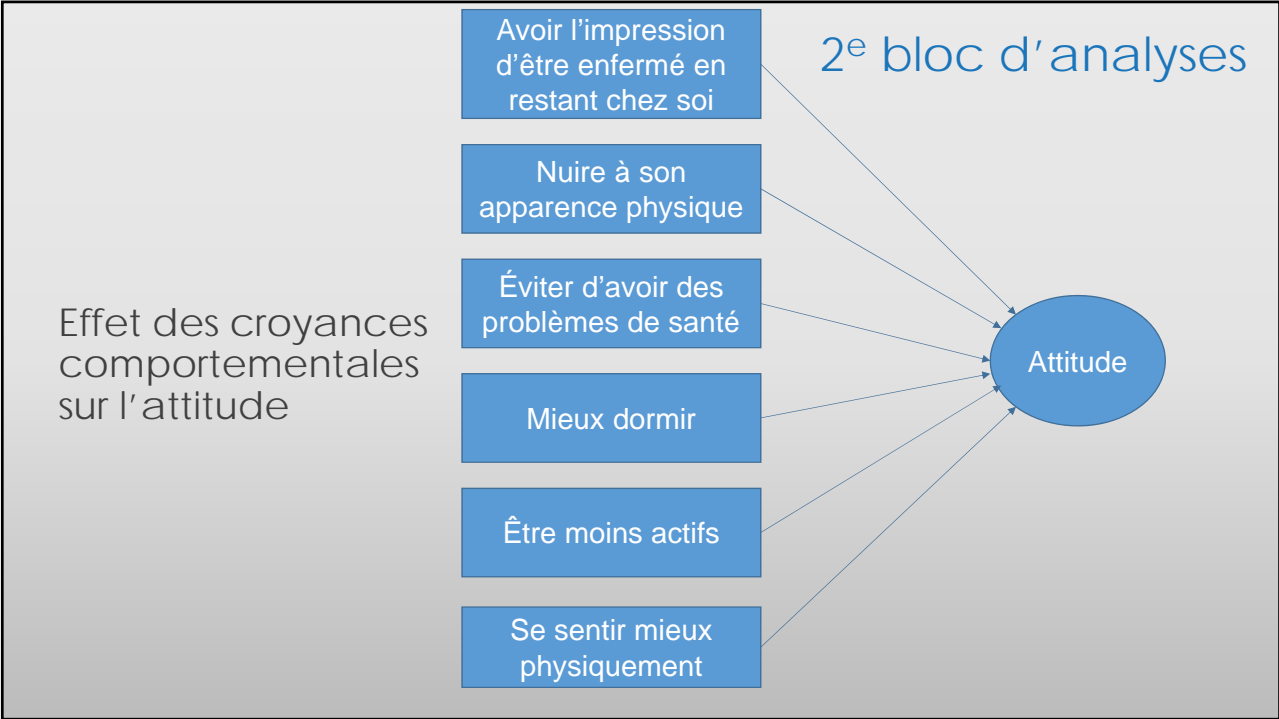 2e bloc d'analyses
Effet des croyances
comportementales
sur l'attitude
Avoir l'impression
d'être enfermé en
restant chez soi
Nuire à son
apparence physique
Éviter d'avoir des
problèmes de santé
Mieux dormir
Être moins actifs
Se sentir mieux
physiquement
Attitude